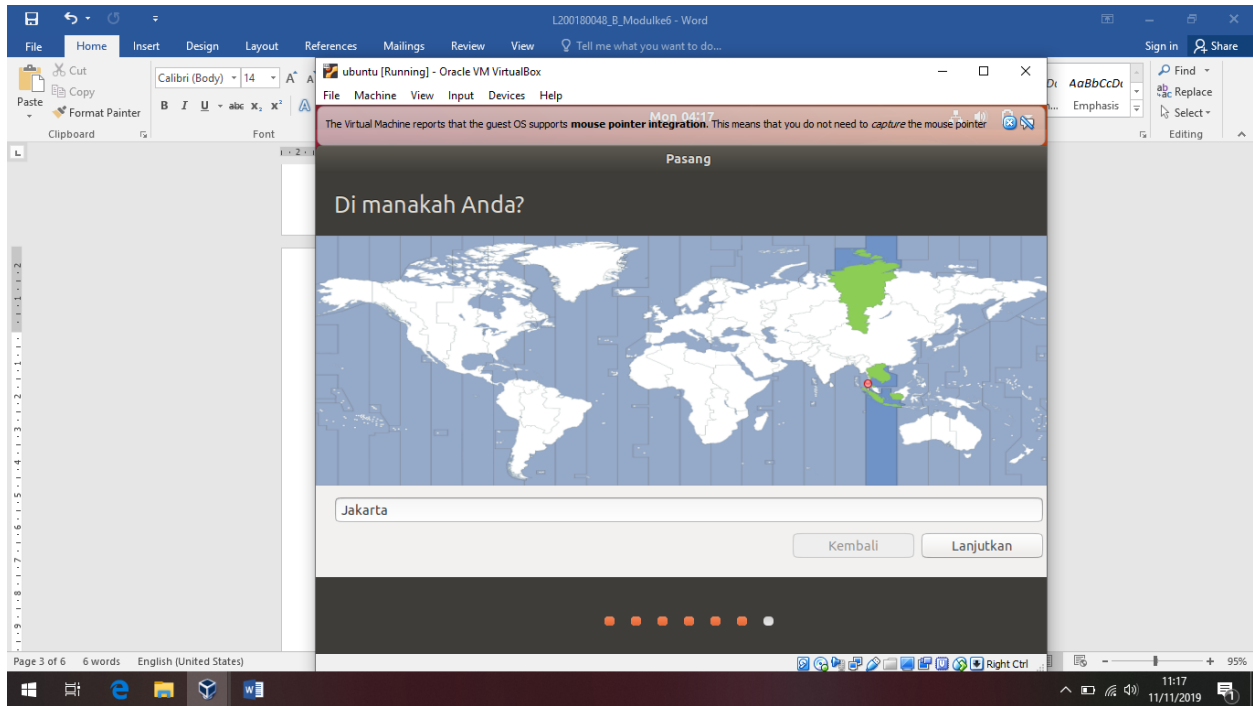 L200180048_B_Modulke6 - Word
File Home Insert Design Layout References Mailings Review View Tell me what you want to do... Sign in Share
Cut
Copy
Format Painter
Paste
Clipboard
Calibri (Body) 14
B I U abc X₂ X²
Font
AaBbCcDc
Emphasis
Find
Replace
Select
Editing
ubuntu [Running] - Oracle VM VirtualBox
File Machine View Input Devices Help
Mon 04:17
The Virtual Machine reports that the guest OS supports mouse pointer integration. This means that you do not need to capture the mouse pointer
Pasang
Di manakah Anda?
Jakarta
Kembali Lanjutkan
Right Ctrl
Page 3 of 6 6 words English (United States) 95%
11:17
11/11/2019